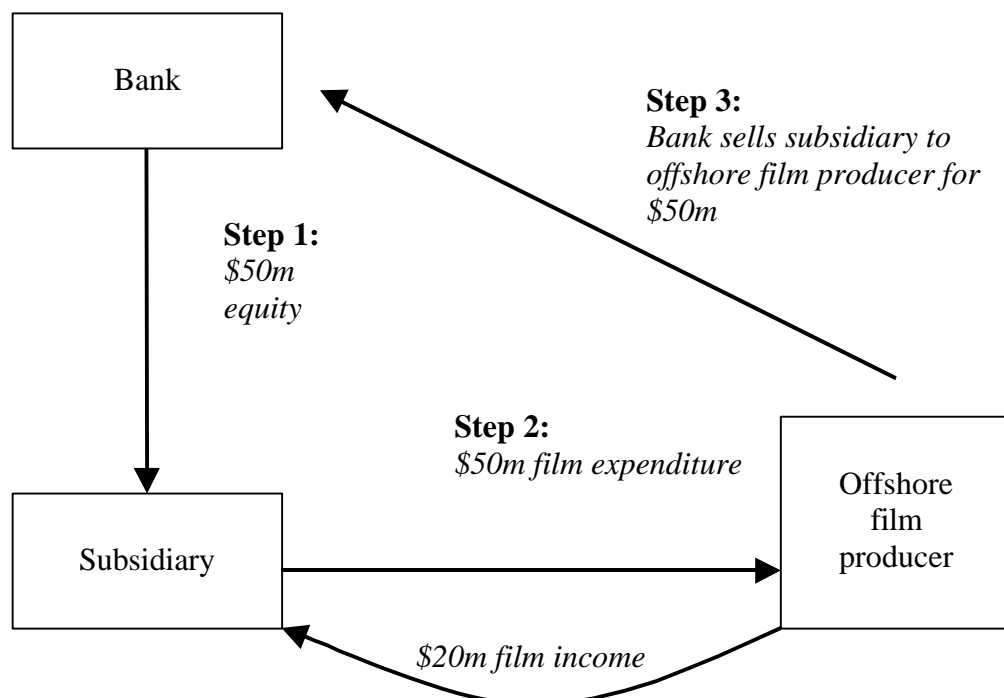 Bank
Step 3:
Bank sells subsidiary to
offshore film producer for
$50m
Step 1:
$50m
equity
Step 2:
$50m film expenditure
Offshore
film
producer
Subsidiary
$20m film income